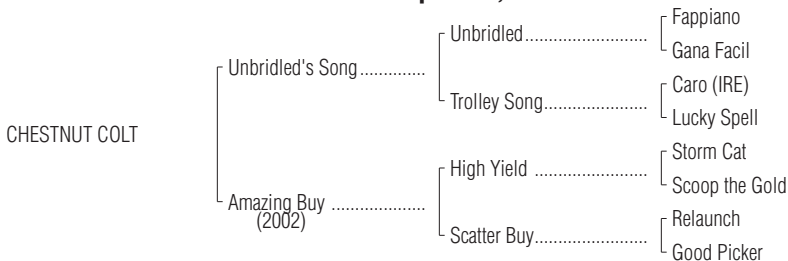 Fappiano
Unbridled
Gana Facil
Unbridled's Song
Caro (IRE)
Trolley Song
Lucky Spell
CHESTNUT COLT
Storm Cat
High Yield
Scoop the Gold
Amazing Buy
(2002)
Relaunch
Scatter Buy
Good Picker